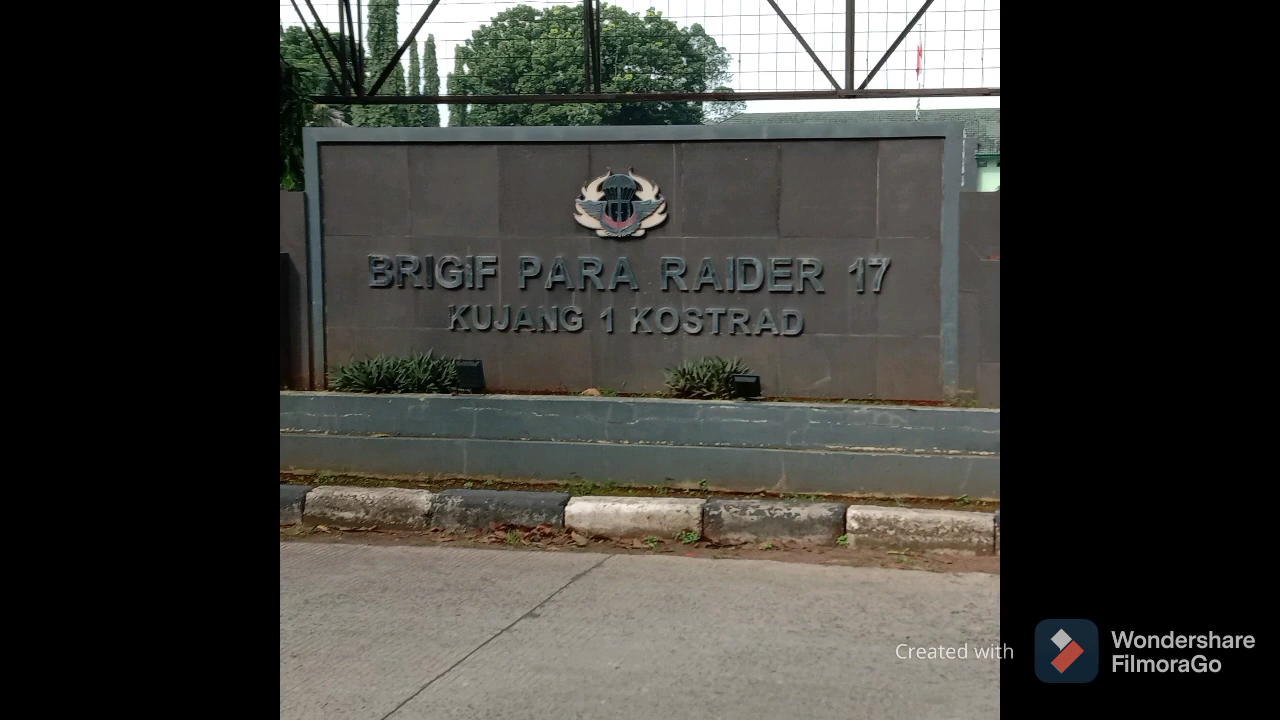 BRIGIF PARA RAIDER 17
KUJANG 1 KOSTRAD
Created with
Wondershare
FilmoraGo